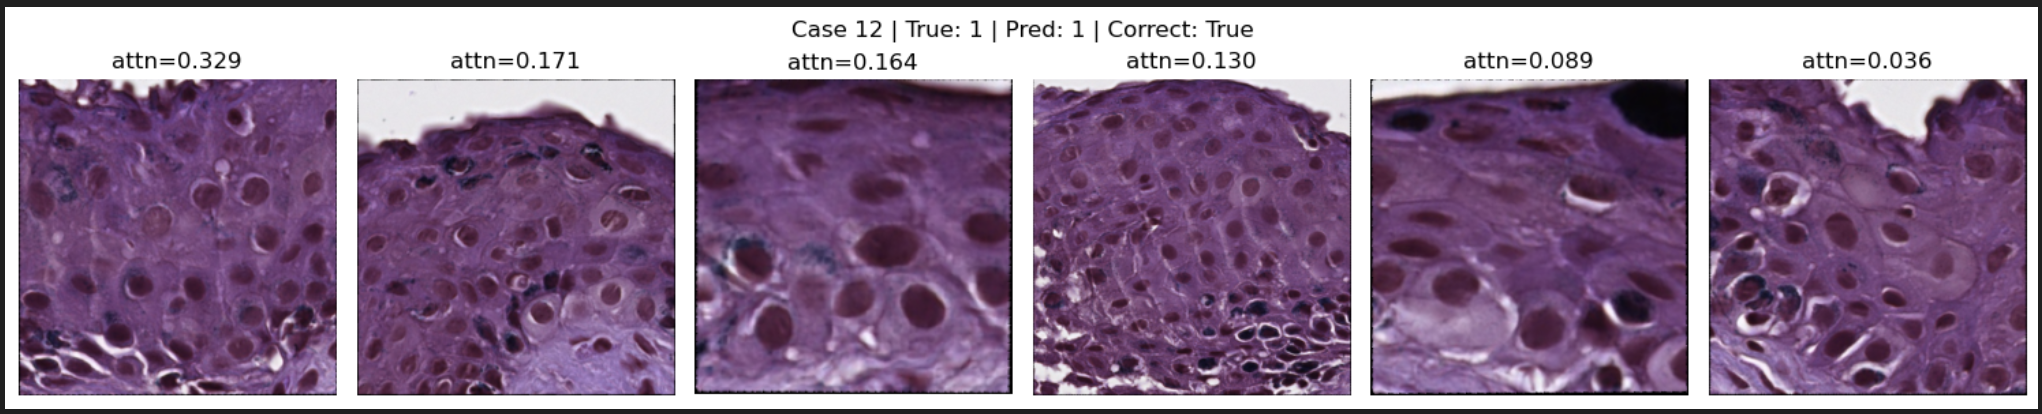 Case 12 | True: 1 | Pred: 1 | Correct: True
attn=0.329
attn=0.171
attn=0.164
attn=0.130
attn=0.089
attn=0.036